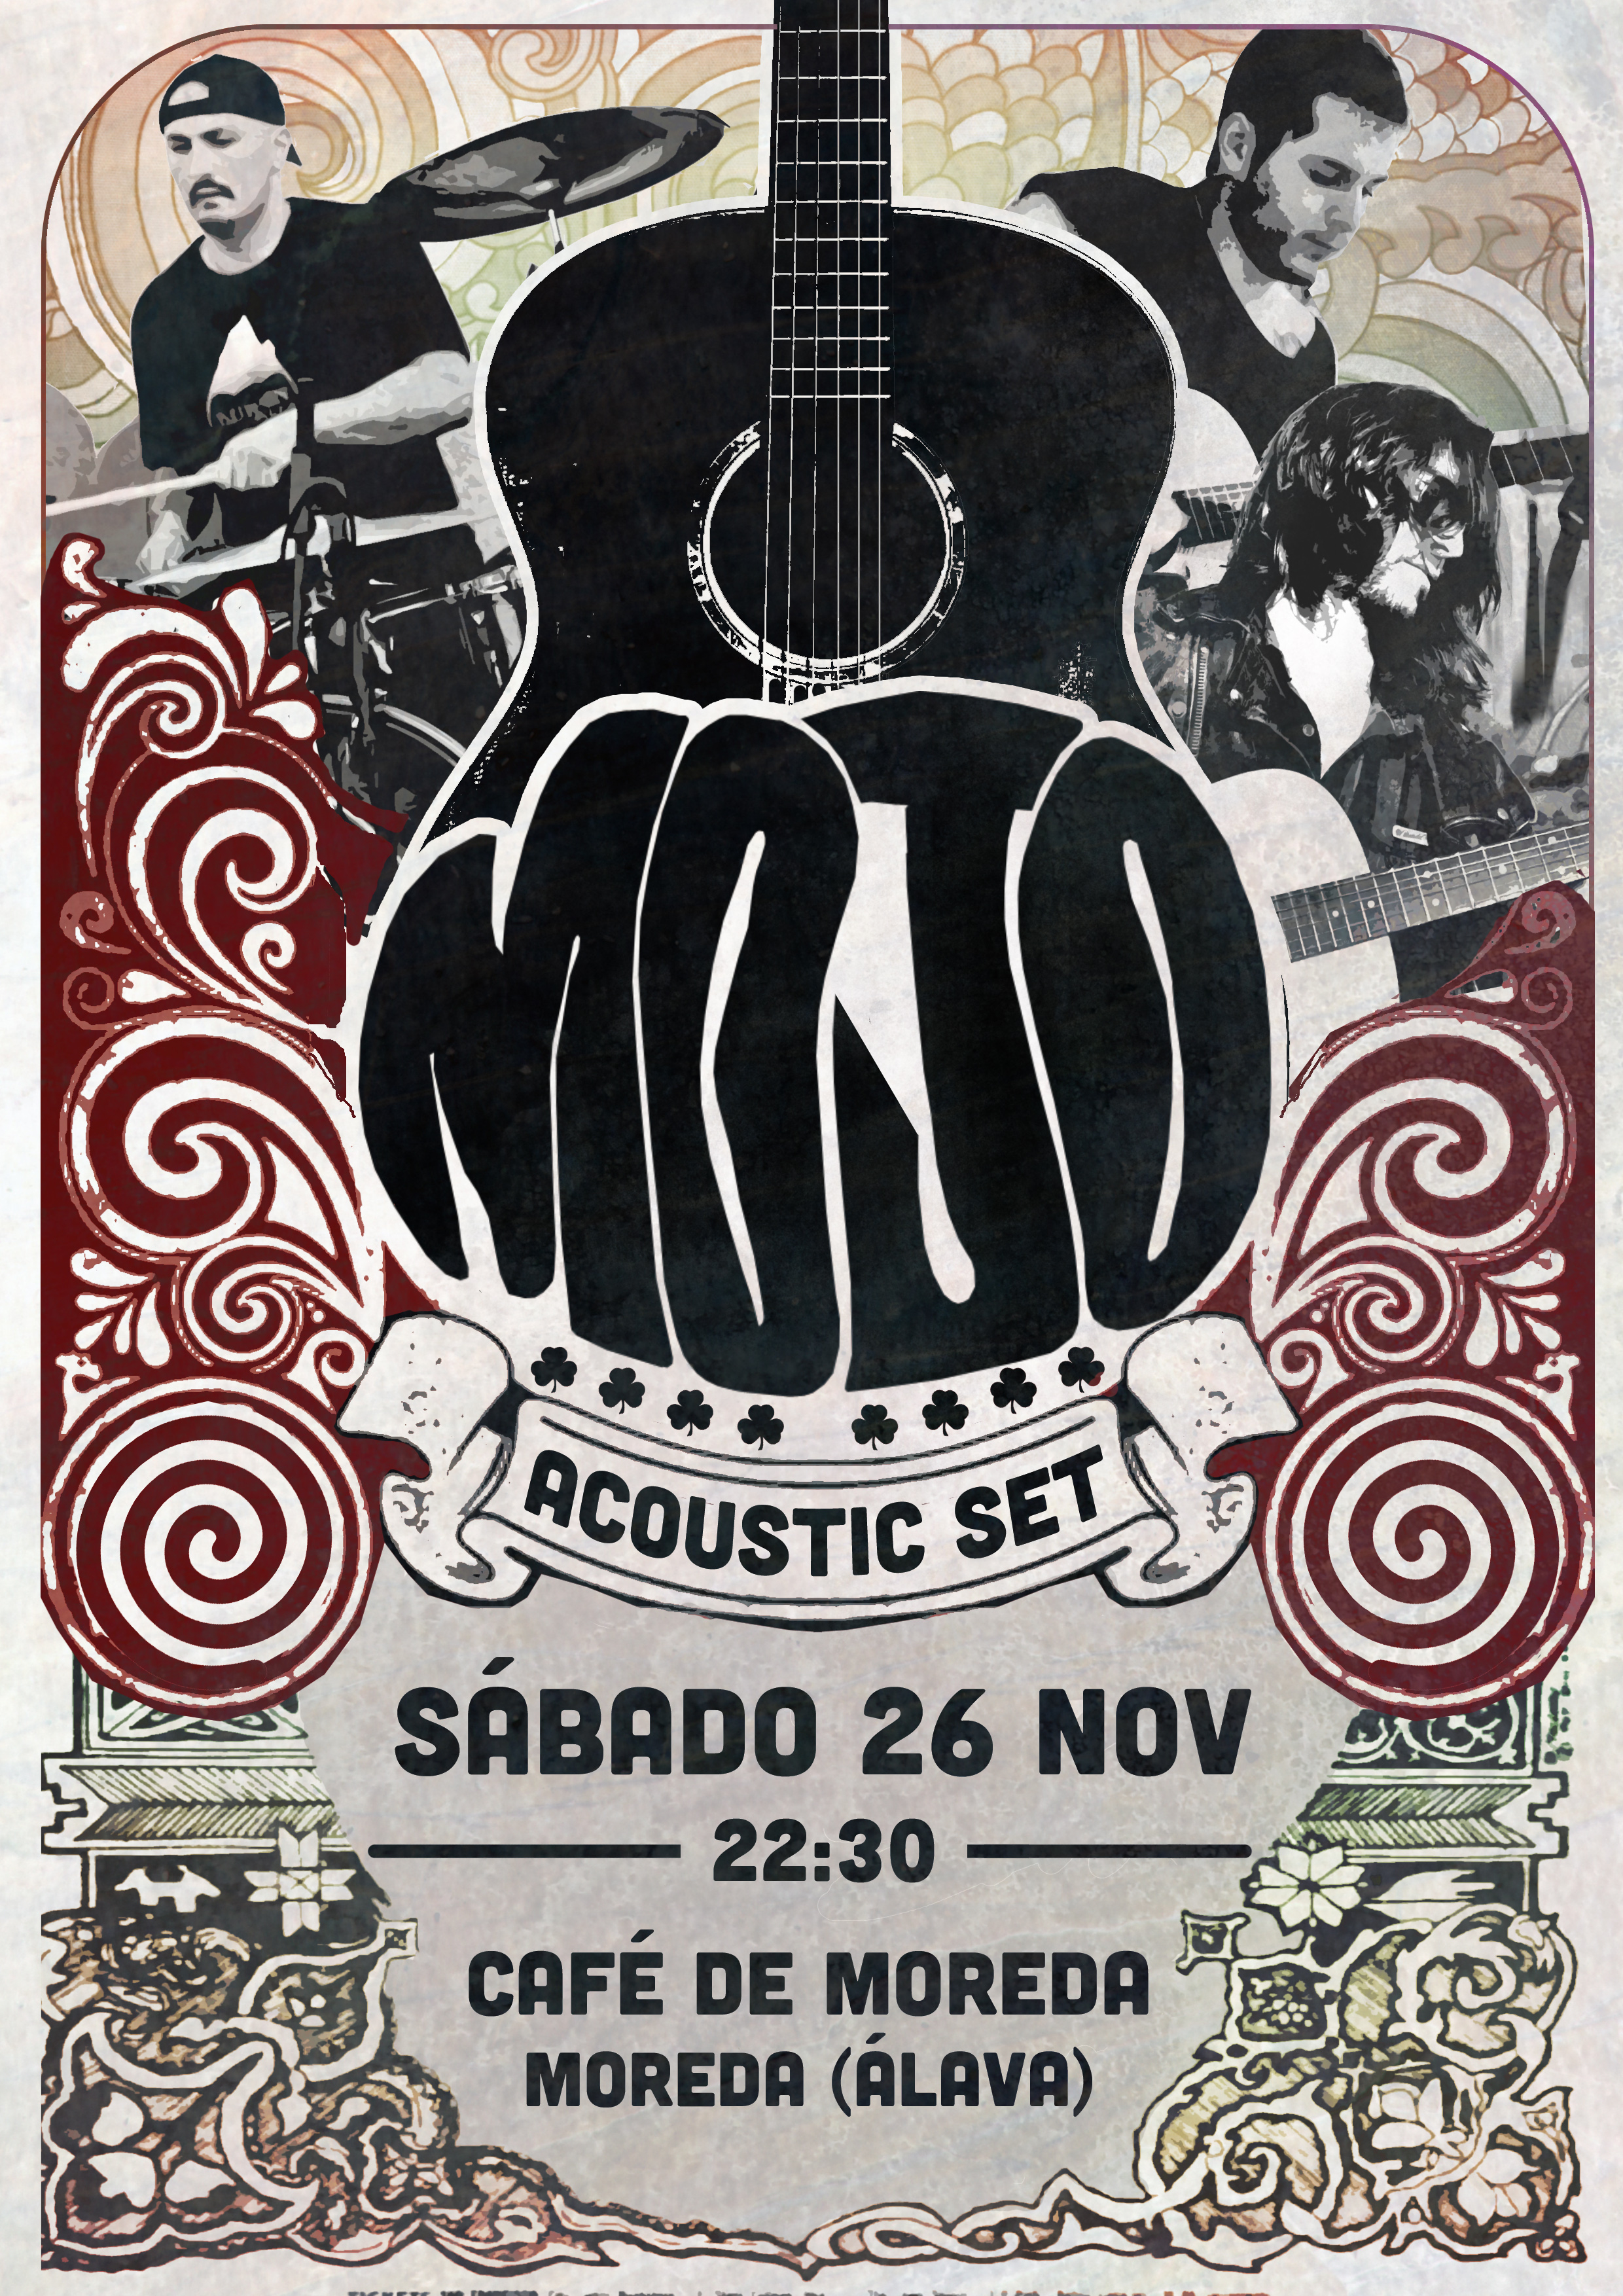 MOJO
ACOUSTIC SET
SÁBADO 26 NOV
22:30
CAFÉ DE MOREDA
MOREDA (ÁLAVA)